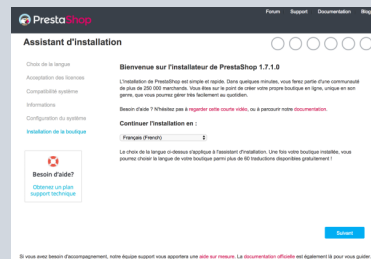 Forum Support Documentation Blog
PrestaShop
Assistant d'installation
Choix de la langue
Acceptation des licences
Compatibilité système
Informations
Configuration du système
Installation de la boutique
Besoin d'aide?
Obtenez un plan
support technique
Bienvenue sur l'installateur de PrestaShop 1.7.1.0
L'installation de PrestaShop est simple et rapide. Dans quelques minutes, vous ferez partie d'une communauté
de plus de 250 000 marchands. Vous êtes sur le point de créer votre propre boutique en ligne, unique en son
genre, que vous pourrez gérer très facilement au quotidien.
Besoin d'aide ? N'hésitez pas à regarder cette courte vidéo, ou à parcourir notre documentation.
Continuer l'installation en :
Français (French)
Le choix de la langue ci-dessus s'applique à l'assistant d'installation. Une fois votre boutique installée, vous
pourrez choisir la langue de votre boutique parmi plus de 60 traductions disponibles gratuitement !
Suivant
Si vous avez besoin d'accompagnement, notre équipe support vous apportera une aide sur mesure. La documentation officielle est également là pour vous guider.